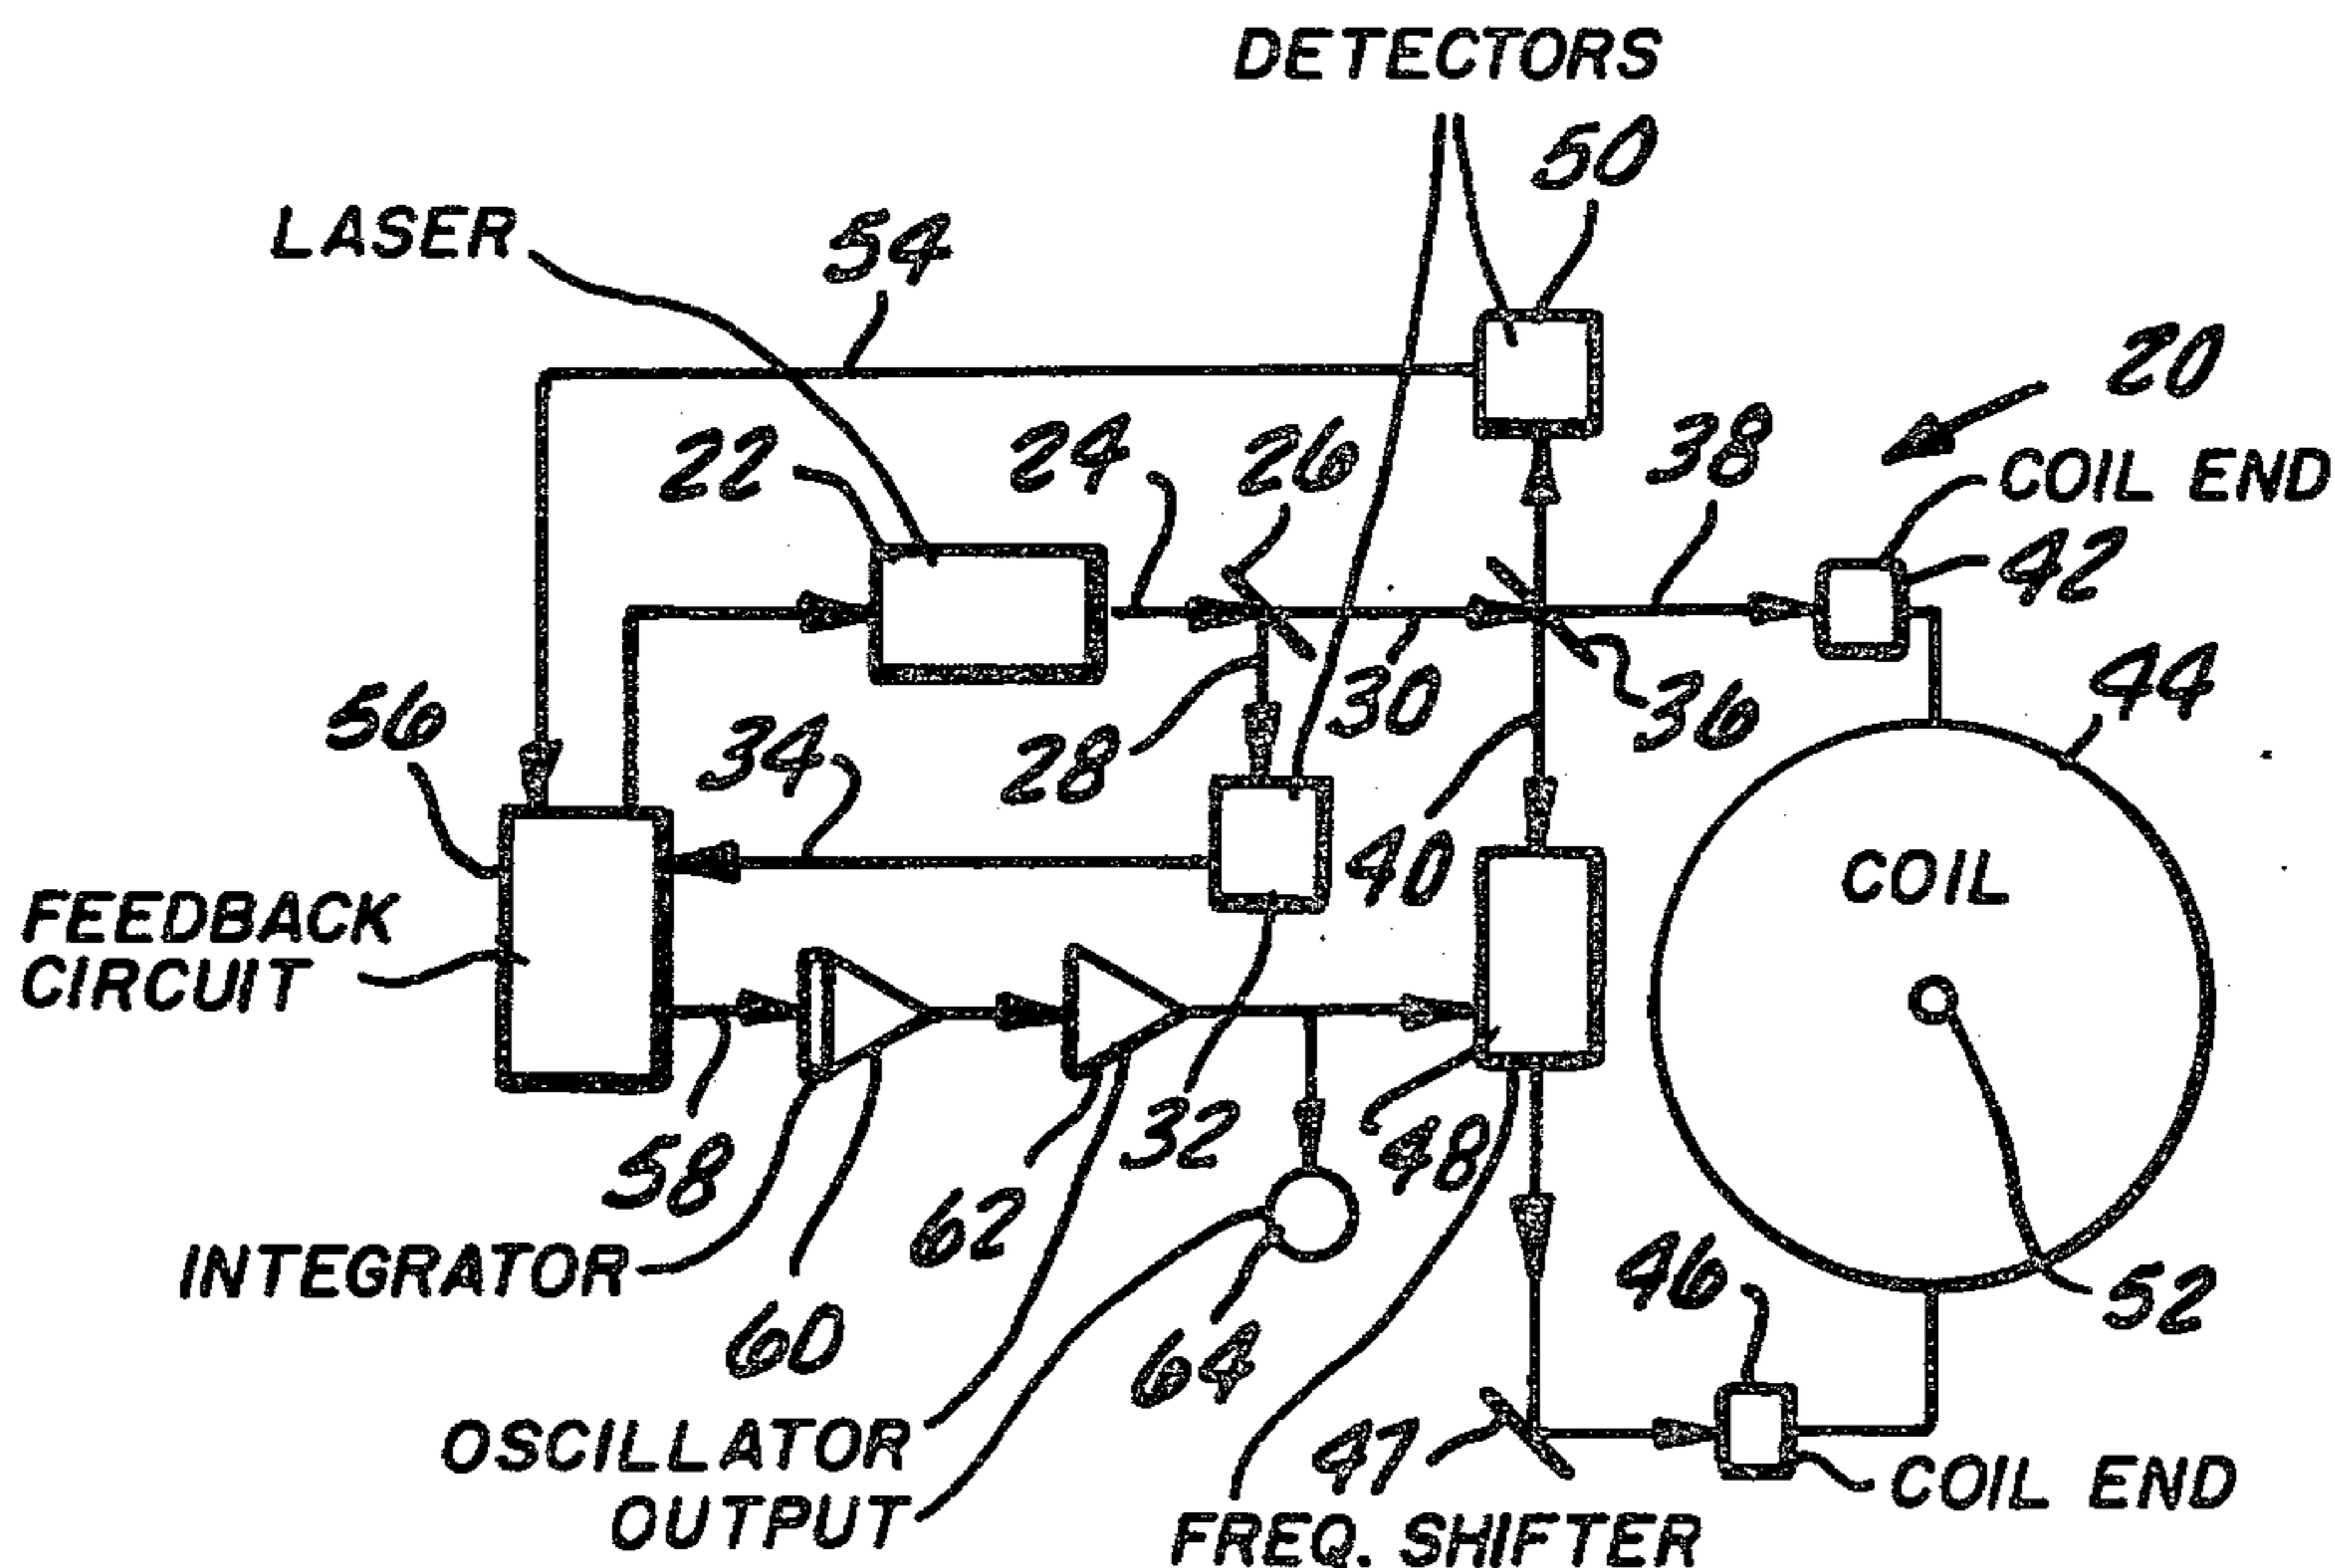 DETECTORS
50
LASER
54
20
22
24
26
38
COIL END
42
44
56
34
28
30
36
40
COIL
FEEDBACK
CIRCUIT
58
32
48
62
INTEGRATOR
60
64
46
52
OSCILLATOR
OUTPUT
47
COIL END
FREQ. SHIFTER